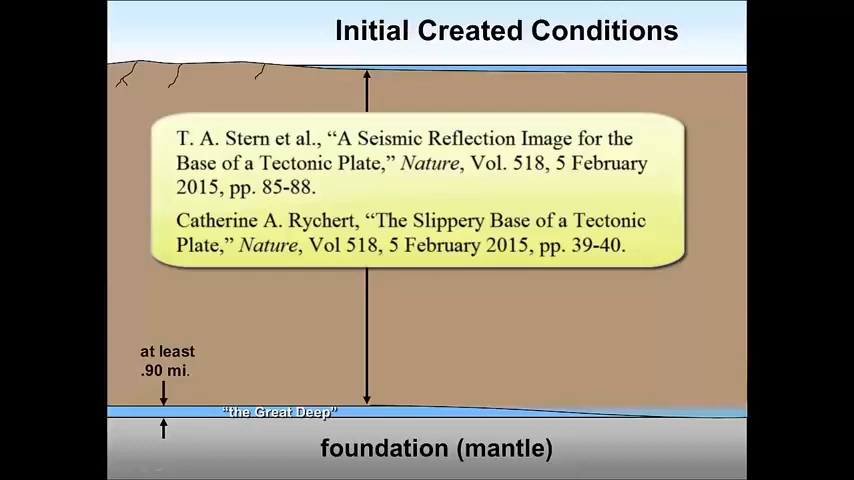 Initial Created Conditions
T. A. Stern et al., “A Seismic Reflection Image for the
Base of a Tectonic Plate,” Nature, Vol. 518, 5 February
2015, pp. 85-88.
Catherine A. Rychert, “The Slippery Base of a Tectonic
Plate,” Nature, Vol 518, 5 February 2015, pp. 39-40.
at least
.90 mi.
“the Great Deep”
foundation (mantle)